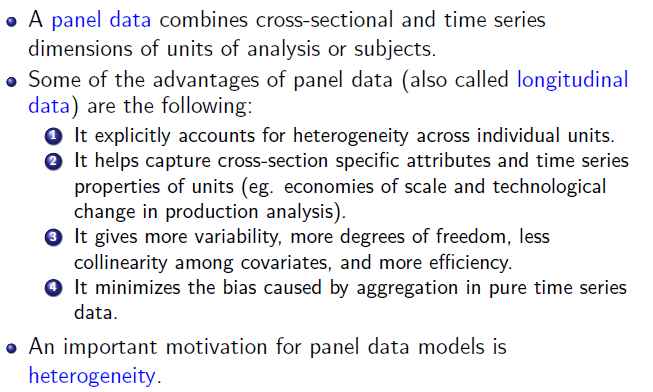 A panel data combines cross-sectional and time series
dimensions of units of analysis or subjects.
Some of the advantages of panel data (also called longitudinal
data) are the following:
1 It explicitly accounts for heterogeneity across individual units.
2 It helps capture cross-section specific attributes and time series
properties of units (eg. economies of scale and technological
change in production analysis).
3 It gives more variability, more degrees of freedom, less
collinearity among covariates, and more efficiency.
4 It minimizes the bias caused by aggregation in pure time series
data.
An important motivation for panel data models is
heterogeneity.